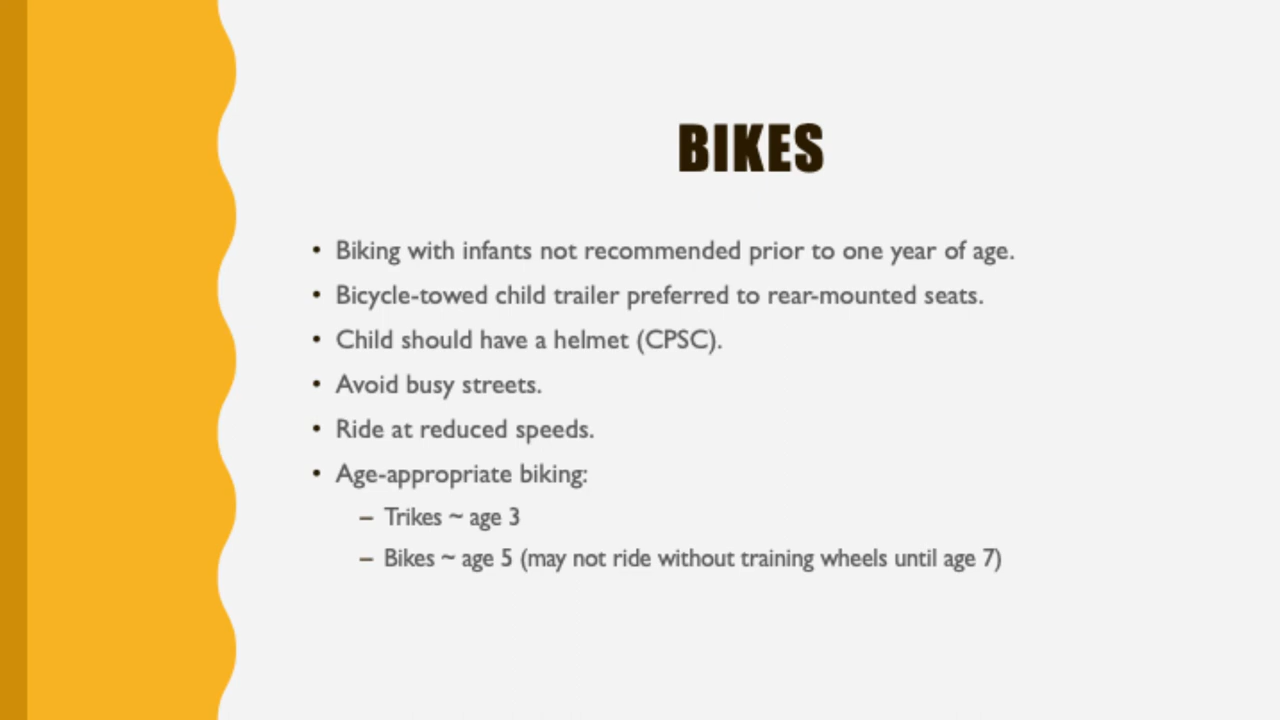 BIKES
• Biking with infants not recommended prior to one year of age.
• Bicycle-towed child trailer preferred to rear-mounted seats.
• Child should have a helmet (CPSC).
• Avoid busy streets.
• Ride at reduced speeds.
• Age-appropriate biking:
– Trikes ~ age 3
– Bikes ~ age 5 (may not ride without training wheels until age 7)